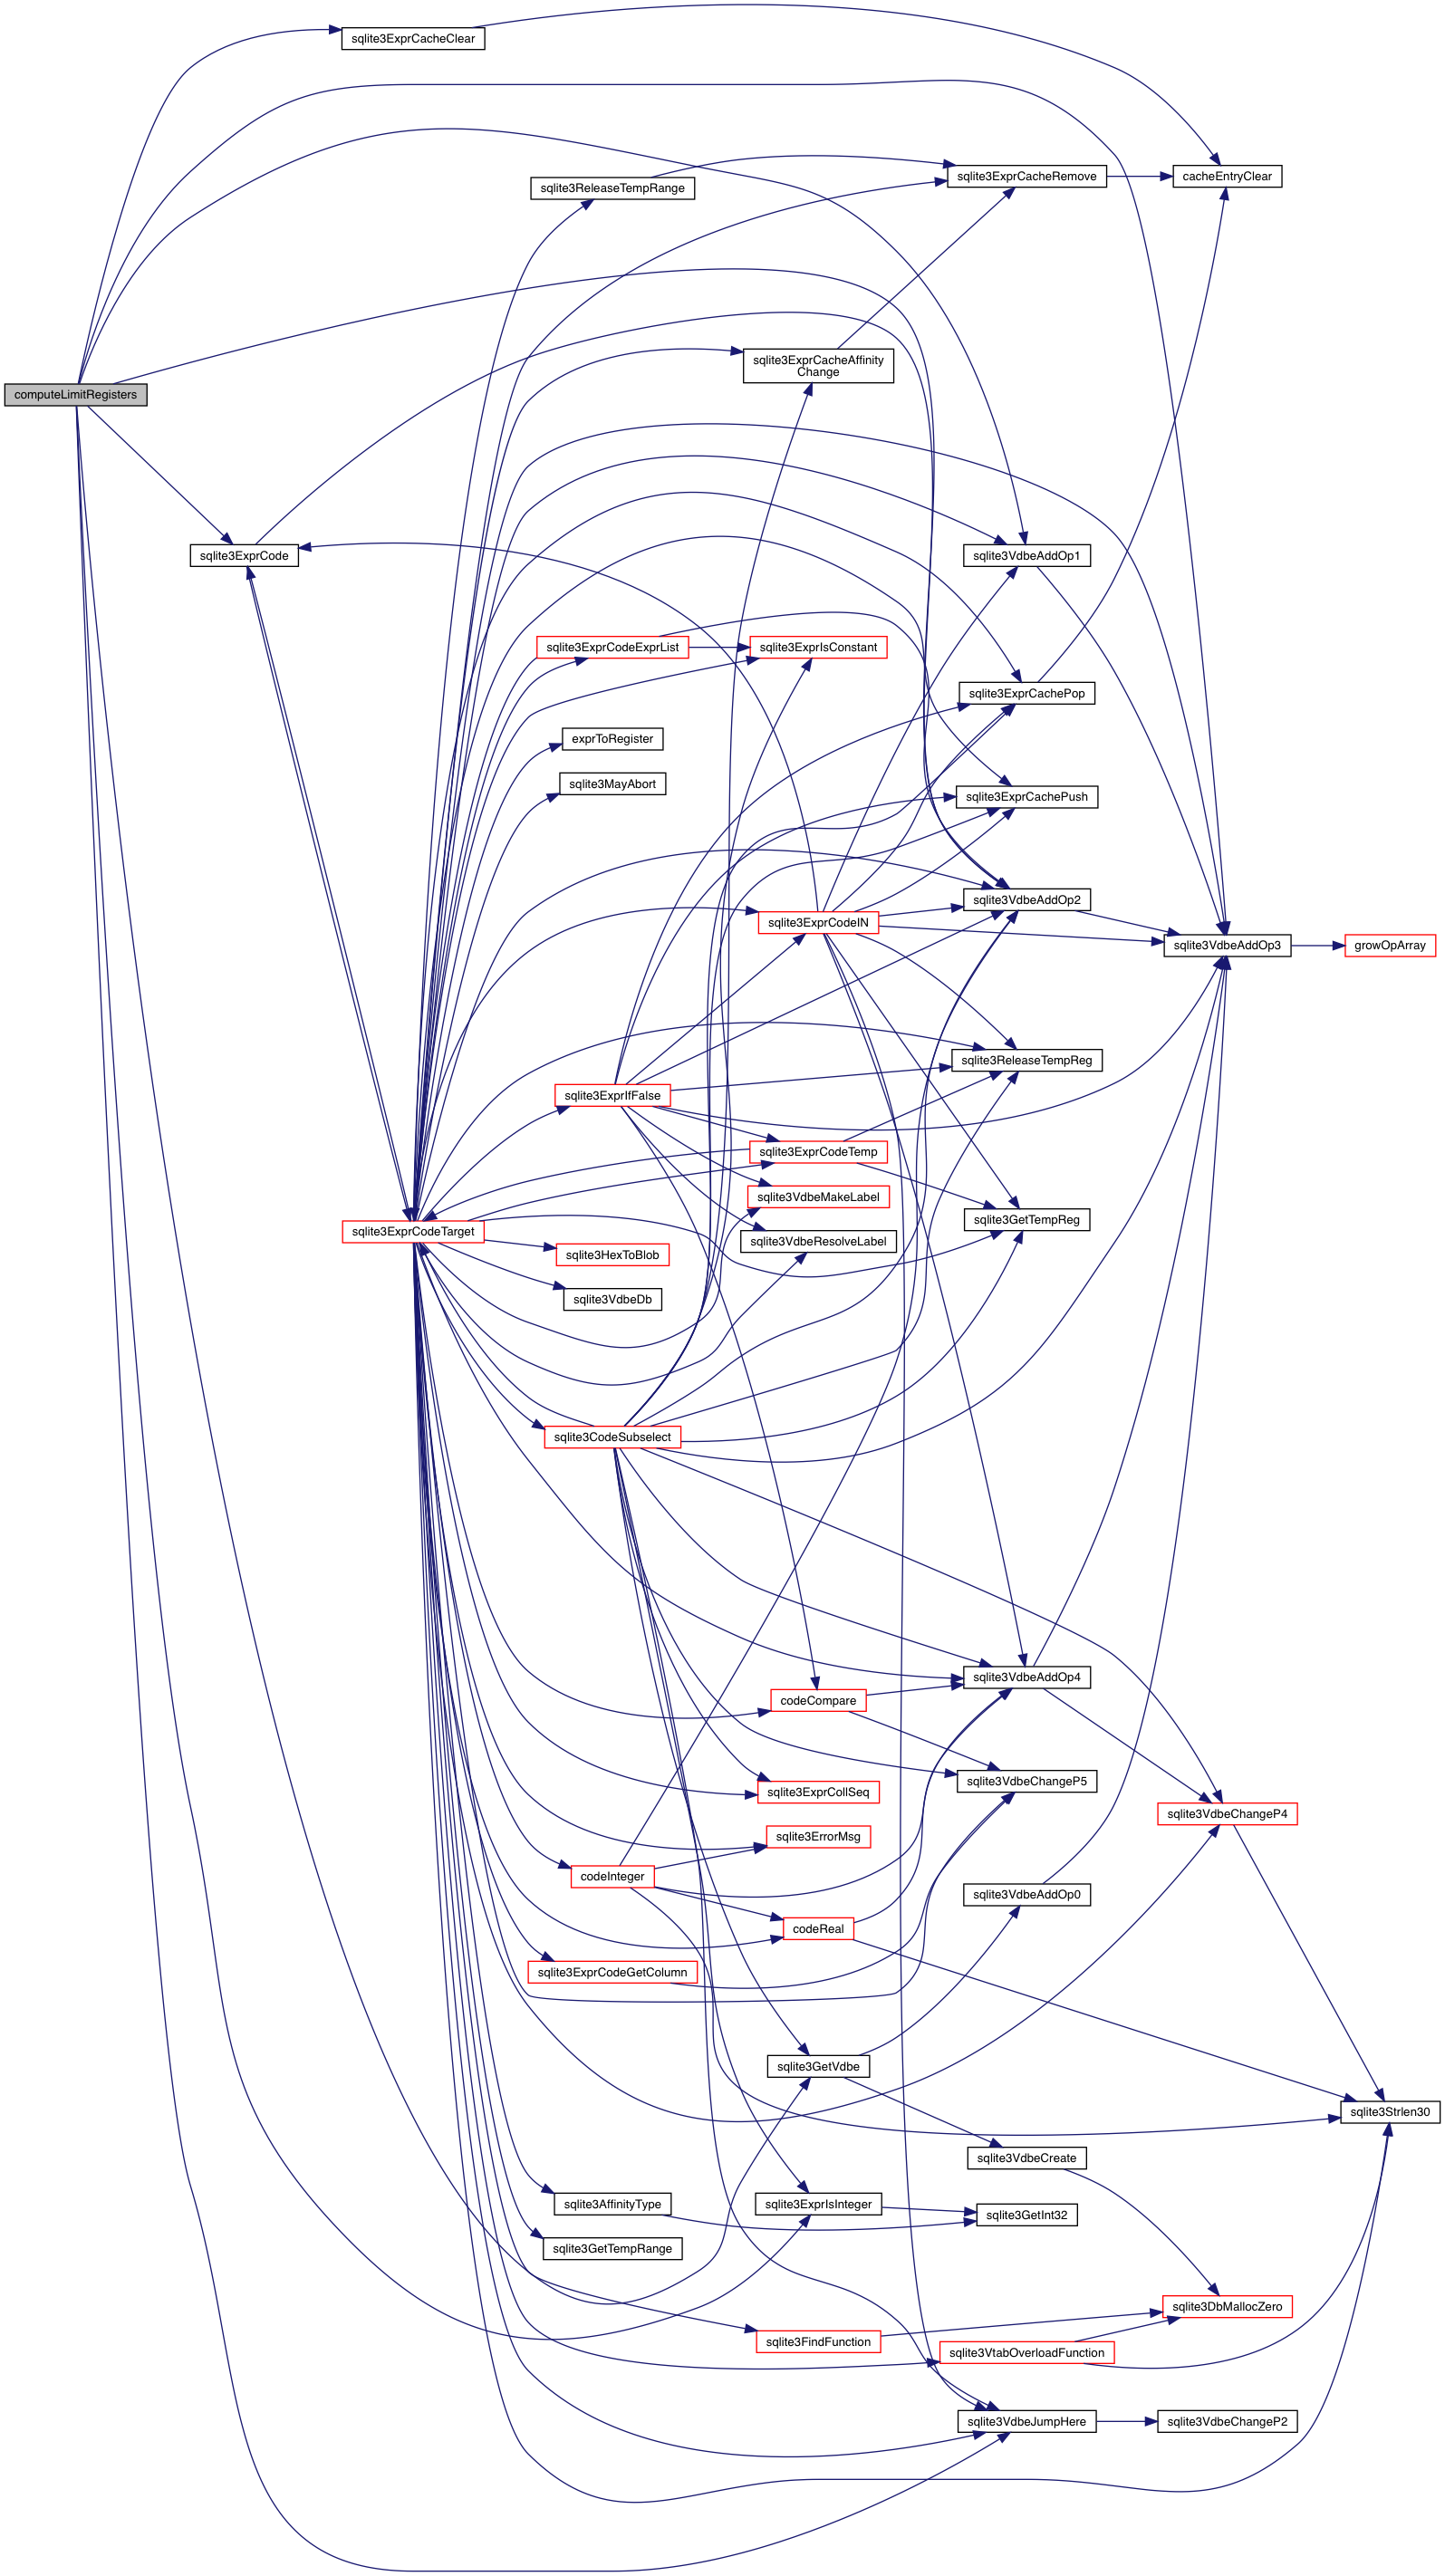 sqlite3ExprCacheClear
sqlite3ReleaseTempRange
sqlite3ExprCacheRemove
cacheEntryClear
sqlite3ExprCacheAffinity
Change
computeLimitRegisters
sqlite3ExprCode
sqlite3VdbeAddOp1
sqlite3ExprCodeExprList
sqlite3ExprIsConstant
sqlite3ExprCachePop
exprToRegister
sqlite3MayAbort
sqlite3ExprCachePush
sqlite3VdbeAddOp2
sqlite3ExprCodeIN
sqlite3VdbeAddOp3
growOpArray
sqlite3ReleaseTempReg
sqlite3ExprIfFalse
sqlite3ExprCodeTemp
sqlite3VdbeMakeLabel
sqlite3GetTempReg
sqlite3ExprCodeTarget
sqlite3VdbeResolveLabel
sqlite3HexToBlob
sqlite3VdbeDb
sqlite3CodeSubselect
sqlite3VdbeAddOp4
codeCompare
sqlite3VdbeChangeP5
sqlite3ExprCollSeq
sqlite3VdbeChangeP4
sqlite3ErrorMsg
codeInteger
sqlite3VdbeAddOp0
codeReal
sqlite3ExprCodeGetColumn
sqlite3GetVdbe
sqlite3Strlen30
sqlite3VdbeCreate
sqlite3AffinityType
sqlite3ExprIsInteger
sqlite3GetInt32
sqlite3GetTempRange
sqlite3DbMallocZero
sqlite3FindFunction
sqlite3VtabOverloadFunction
sqlite3VdbeJumpHere
sqlite3VdbeChangeP2